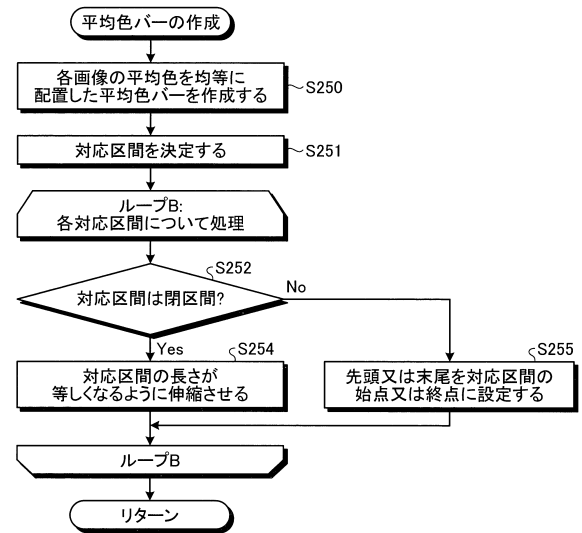 平均色バーの作成
各画像の平均色を均等に
配置した平均色バーを作成する
S250
対応区間を決定する
S251
ループB:
各対応区間について処理
S252
対応区間は閉区間?
No
Yes
S254
対応区間の長さが
等しくなるように伸縮させる
S255
先頭又は末尾を対応区間の
始点又は終点に設定する
ループB
リターン